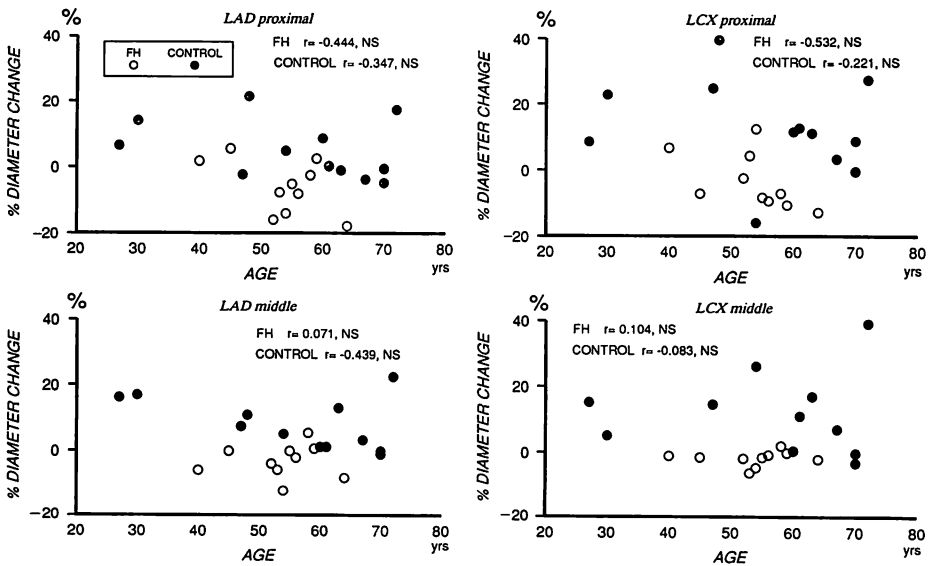 %
LAD proximal
FH CONTROL
FH r= -0.444, NS
CONTROL r= -0.347, NS
% DIAMETER CHANGE
40
20
0
-20
20 30 40 50 60 70 80
yrs
AGE
%
LCX proximal
FH r= -0.532, NS
CONTROL r= -0.221, NS
% DIAMETER CHANGE
40
20
0
-20
20 30 40 50 60 70 80
yrs
AGE
%
LAD middle
FH r= 0.071, NS
CONTROL r= -0.439, NS
% DIAMETER CHANGE
40
20
0
-20
20 30 40 50 60 70 80
yrs
AGE
%
LCX middle
FH r= 0.104, NS
CONTROL r= -0.083, NS
% DIAMETER CHANGE
40
20
0
-20
20 30 40 50 60 70 80
yrs
AGE